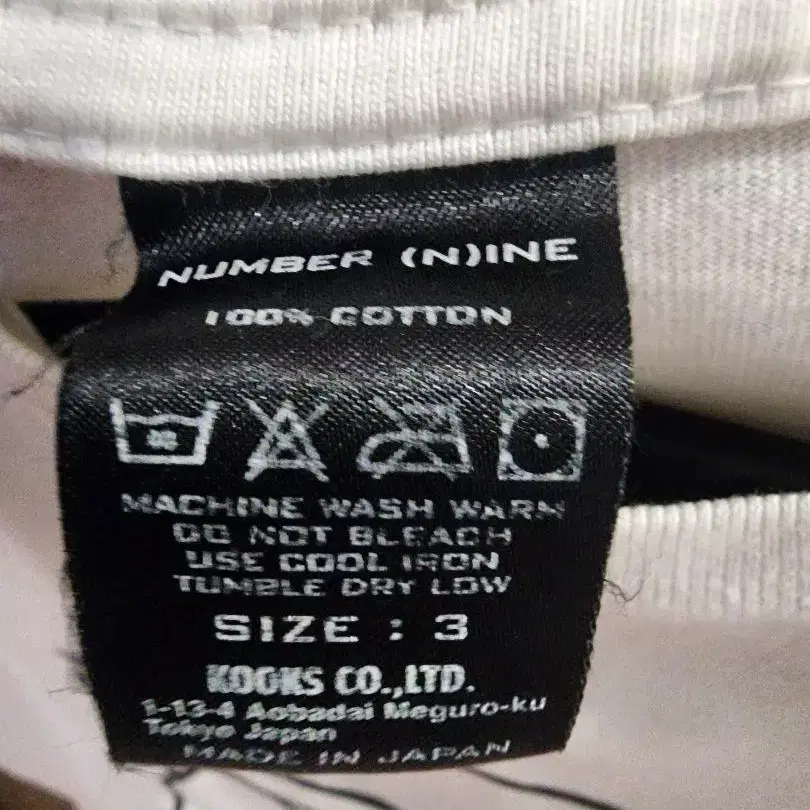 NUMBER (N)INE
100% COTTON
MACHINE WASH WARM
DO NOT BLEACH
USE COOL IRON
TUMBLE DRY LOW
SIZE : 3
KOOKS CO.,LTD.
1-13-4 Aobadai Meguro-ku
Tokyo Japan
MADE IN JAPAN